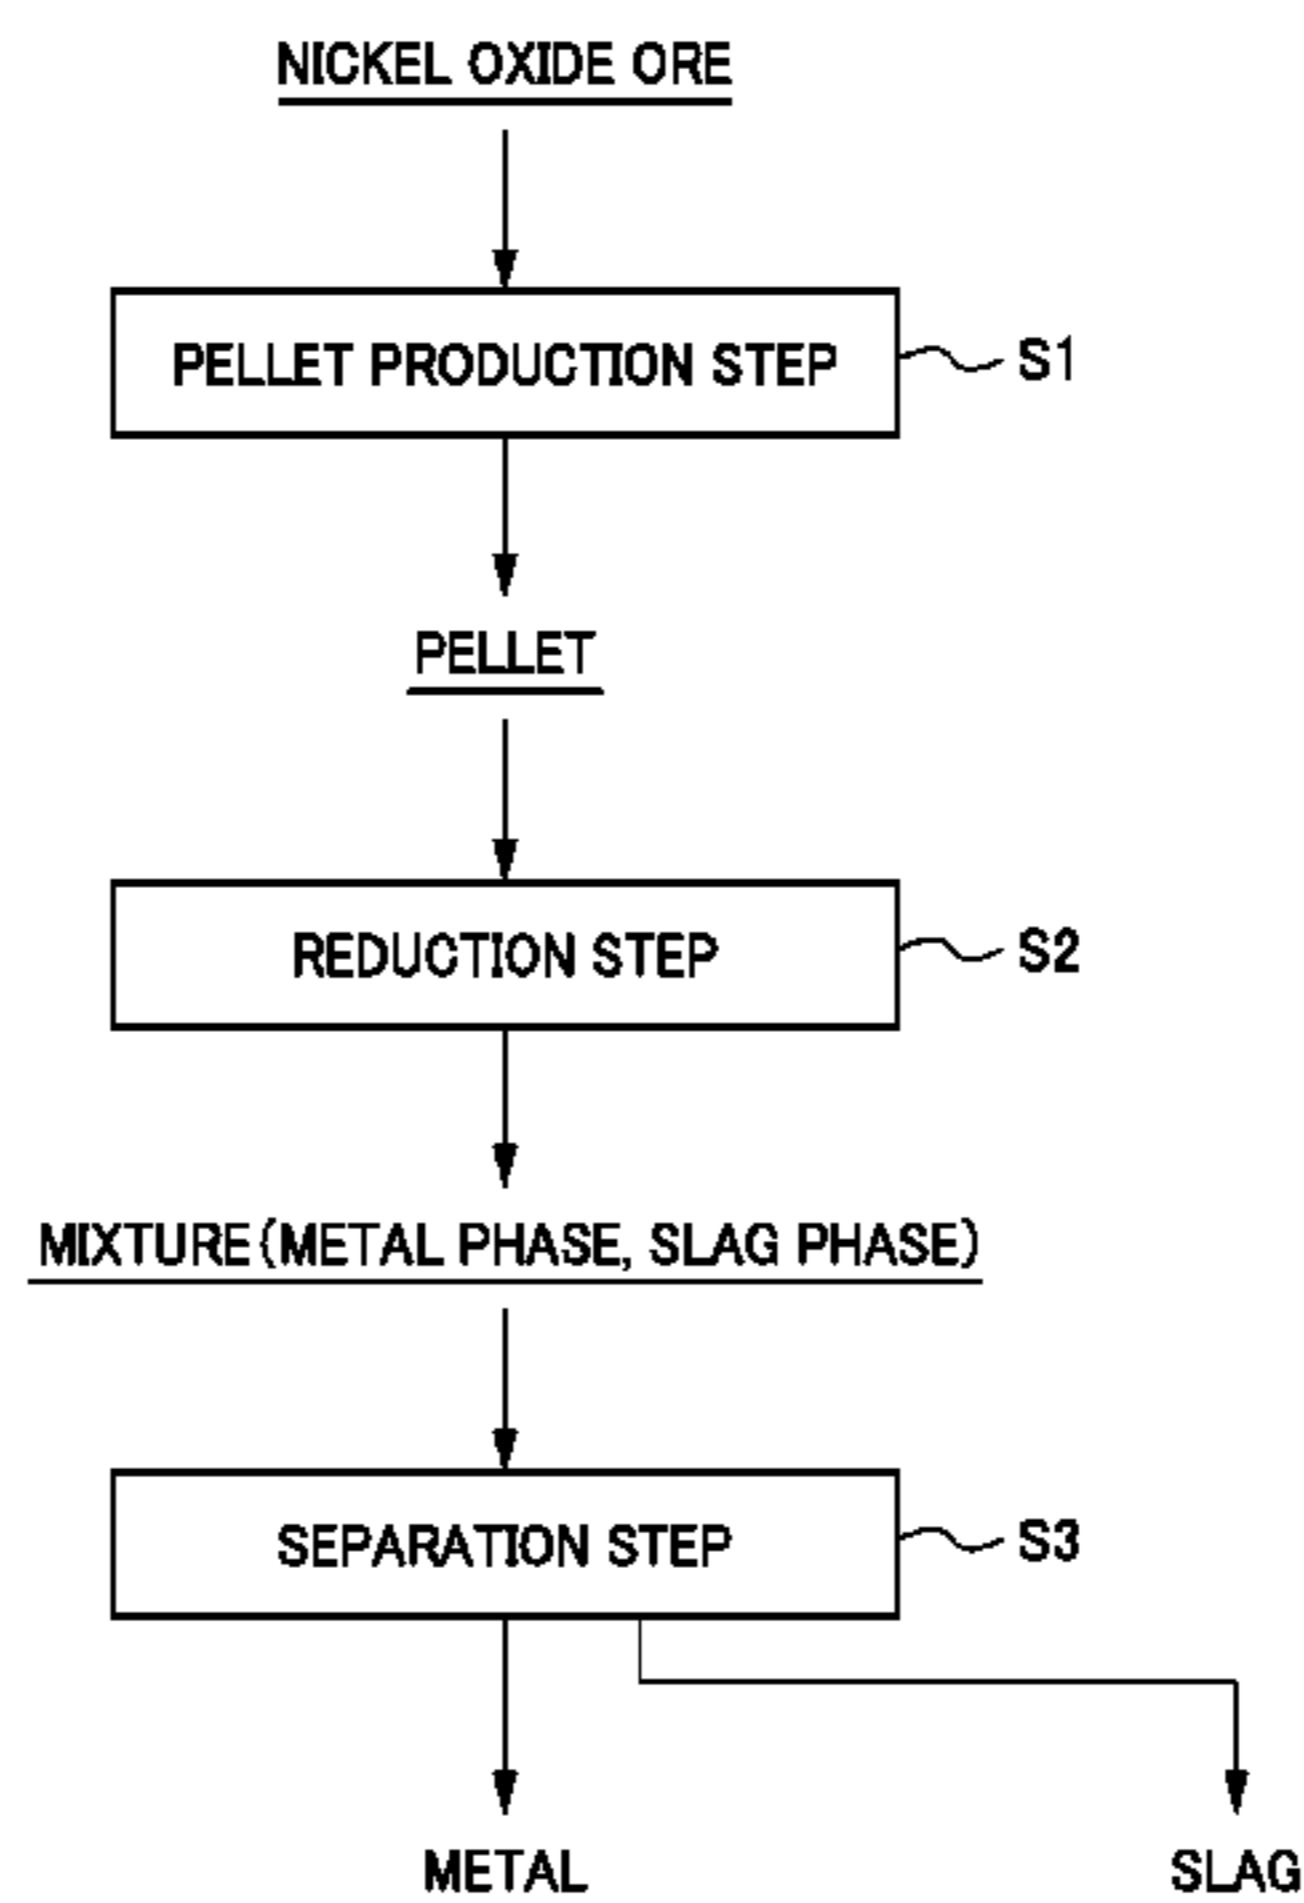 NICKEL OXIDE ORE
PELLET PRODUCTION STEP
S1
PELLET
REDUCTION STEP
S2
MIXTURE(METAL PHASE, SLAG PHASE)
SEPARATION STEP
S3
METAL
SLAG